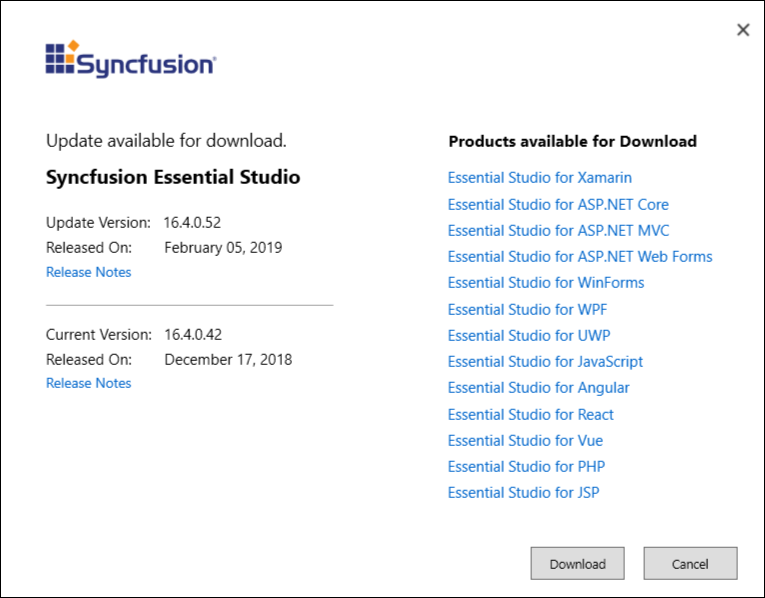 Syncfusion®
Update available for download.
Syncfusion Essential Studio
Update Version: 16.4.0.52
Released On: February 05, 2019
Release Notes
Current Version: 16.4.0.42
Released On: December 17, 2018
Release Notes
Products available for Download
Essential Studio for Xamarin
Essential Studio for ASP.NET Core
Essential Studio for ASP.NET MVC
Essential Studio for ASP.NET Web Forms
Essential Studio for WinForms
Essential Studio for WPF
Essential Studio for UWP
Essential Studio for JavaScript
Essential Studio for Angular
Essential Studio for React
Essential Studio for Vue
Essential Studio for PHP
Essential Studio for JSP
Download
Cancel